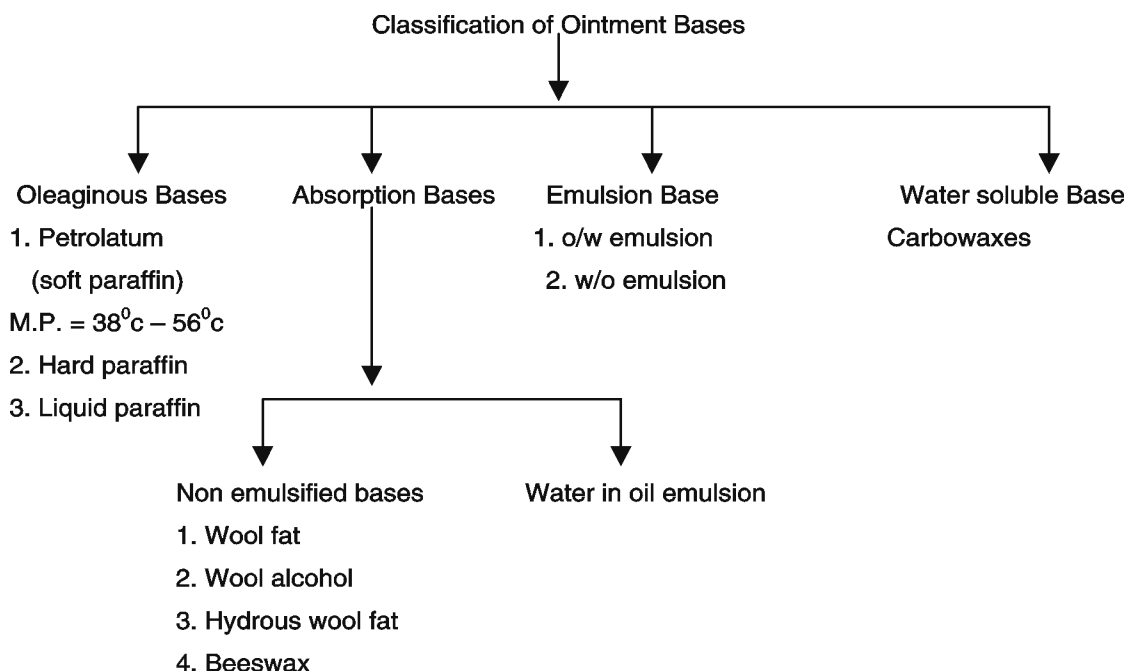 Classification of Ointment Bases
Oleaginous Bases
1. Petrolatum
(soft paraffin)
M.P. = 38⁰c – 56⁰c
2. Hard paraffin
3. Liquid paraffin
Absorption Bases
Emulsion Base
1. o/w emulsion
2. w/o emulsion
Water soluble Base
Carbowaxes
Non emulsified bases
1. Wool fat
2. Wool alcohol
3. Hydrous wool fat
4. Beeswax
Water in oil emulsion